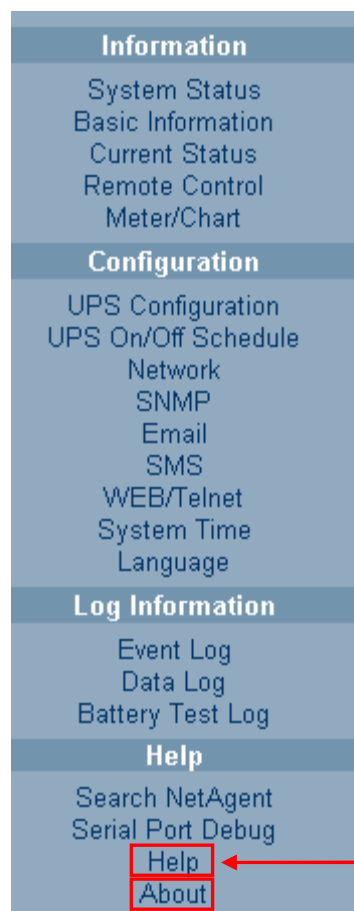 Information
System Status
Basic Information
Current Status
Remote Control
Meter/Chart
Configuration
UPS Configuration
UPS On/Off Schedule
Network
SNMP
Email
SMS
WEB/Telnet
System Time
Language
Log Information
Event Log
Data Log
Battery Test Log
Help
Search NetAgent
Serial Port Debug
Help
About